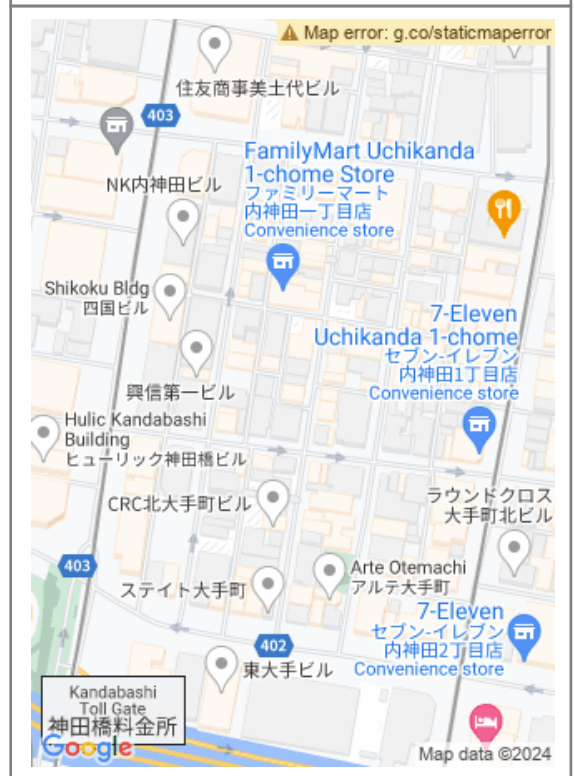 Map error: g.co/staticmaperror
住友商事美土代ビル
403
FamilyMart Uchikanda
1-chome Store
ファミリーマート
内神田一丁目店
Convenience store
NK内神田ビル
Shikoku Bldg
四国ビル
7-Eleven
Uchikanda 1-chome
セブン-イレブン
内神田1丁目店
Convenience store
興信第一ビル
Hulic Kandabashi
Building
ヒューリック神田橋ビル
CRC北大手町ビル
ラウンドクロス
大手町北ビル
403
Arte Otemachi
アルテ大手町
ステイト大手町
7-Eleven
セブン-イレブン
内神田2丁目店
Convenience store
402
東大手ビル
Kandabashi
Toll Gate
神田橋料金所
Google
Map data ©2024